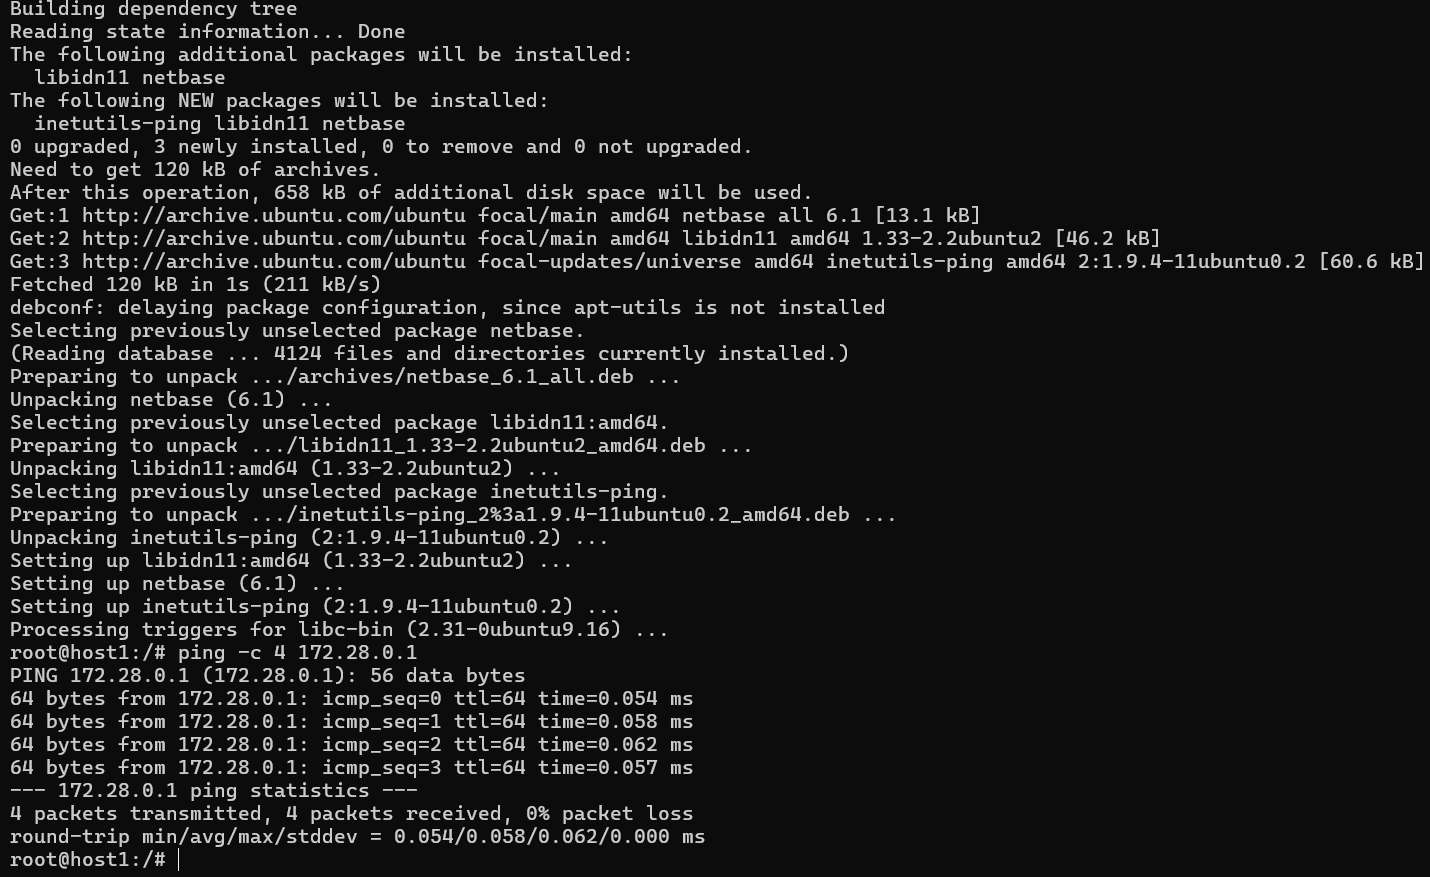 Building dependency tree
Reading state information... Done
The following additional packages will be installed:
  libidn11 netbase
The following NEW packages will be installed:
  inetutils-ping libidn11 netbase
0 upgraded, 3 newly installed, 0 to remove and 0 not upgraded.
Need to get 120 kB of archives.
After this operation, 658 kB of additional disk space will be used.
Get:1 http://archive.ubuntu.com/ubuntu focal/main amd64 netbase all 6.1 [13.1 kB]
Get:2 http://archive.ubuntu.com/ubuntu focal/main amd64 libidn11 amd64 1.33-2.2ubuntu2 [46.2 kB]
Get:3 http://archive.ubuntu.com/ubuntu focal-updates/universe amd64 inetutils-ping amd64 2:1.9.4-11ubuntu0.2 [60.6 kB]
Fetched 120 kB in 1s (211 kB/s)
debconf: delaying package configuration, since apt-utils is not installed
Selecting previously unselected package netbase.
(Reading database ... 4124 files and directories currently installed.)
Preparing to unpack .../archives/netbase_6.1_all.deb ...
Unpacking netbase (6.1) ...
Selecting previously unselected package libidn11:amd64.
Preparing to unpack .../libidn11_1.33-2.2ubuntu2_amd64.deb ...
Unpacking libidn11:amd64 (1.33-2.2ubuntu2) ...
Selecting previously unselected package inetutils-ping.
Preparing to unpack .../inetutils-ping_2%3a1.9.4-11ubuntu0.2_amd64.deb ...
Unpacking inetutils-ping (2:1.9.4-11ubuntu0.2) ...
Setting up libidn11:amd64 (1.33-2.2ubuntu2) ...
Setting up netbase (6.1) ...
Setting up inetutils-ping (2:1.9.4-11ubuntu0.2) ...
Processing triggers for libc-bin (2.31-0ubuntu9.16) ...
root@host1:/# ping -c 4 172.28.0.1
PING 172.28.0.1 (172.28.0.1): 56 data bytes
64 bytes from 172.28.0.1: icmp_seq=0 ttl=64 time=0.054 ms
64 bytes from 172.28.0.1: icmp_seq=1 ttl=64 time=0.058 ms
64 bytes from 172.28.0.1: icmp_seq=2 ttl=64 time=0.062 ms
64 bytes from 172.28.0.1: icmp_seq=3 ttl=64 time=0.057 ms
--- 172.28.0.1 ping statistics ---
4 packets transmitted, 4 packets received, 0% packet loss
round-trip min/avg/max/stddev = 0.054/0.058/0.062/0.000 ms
root@host1:/#